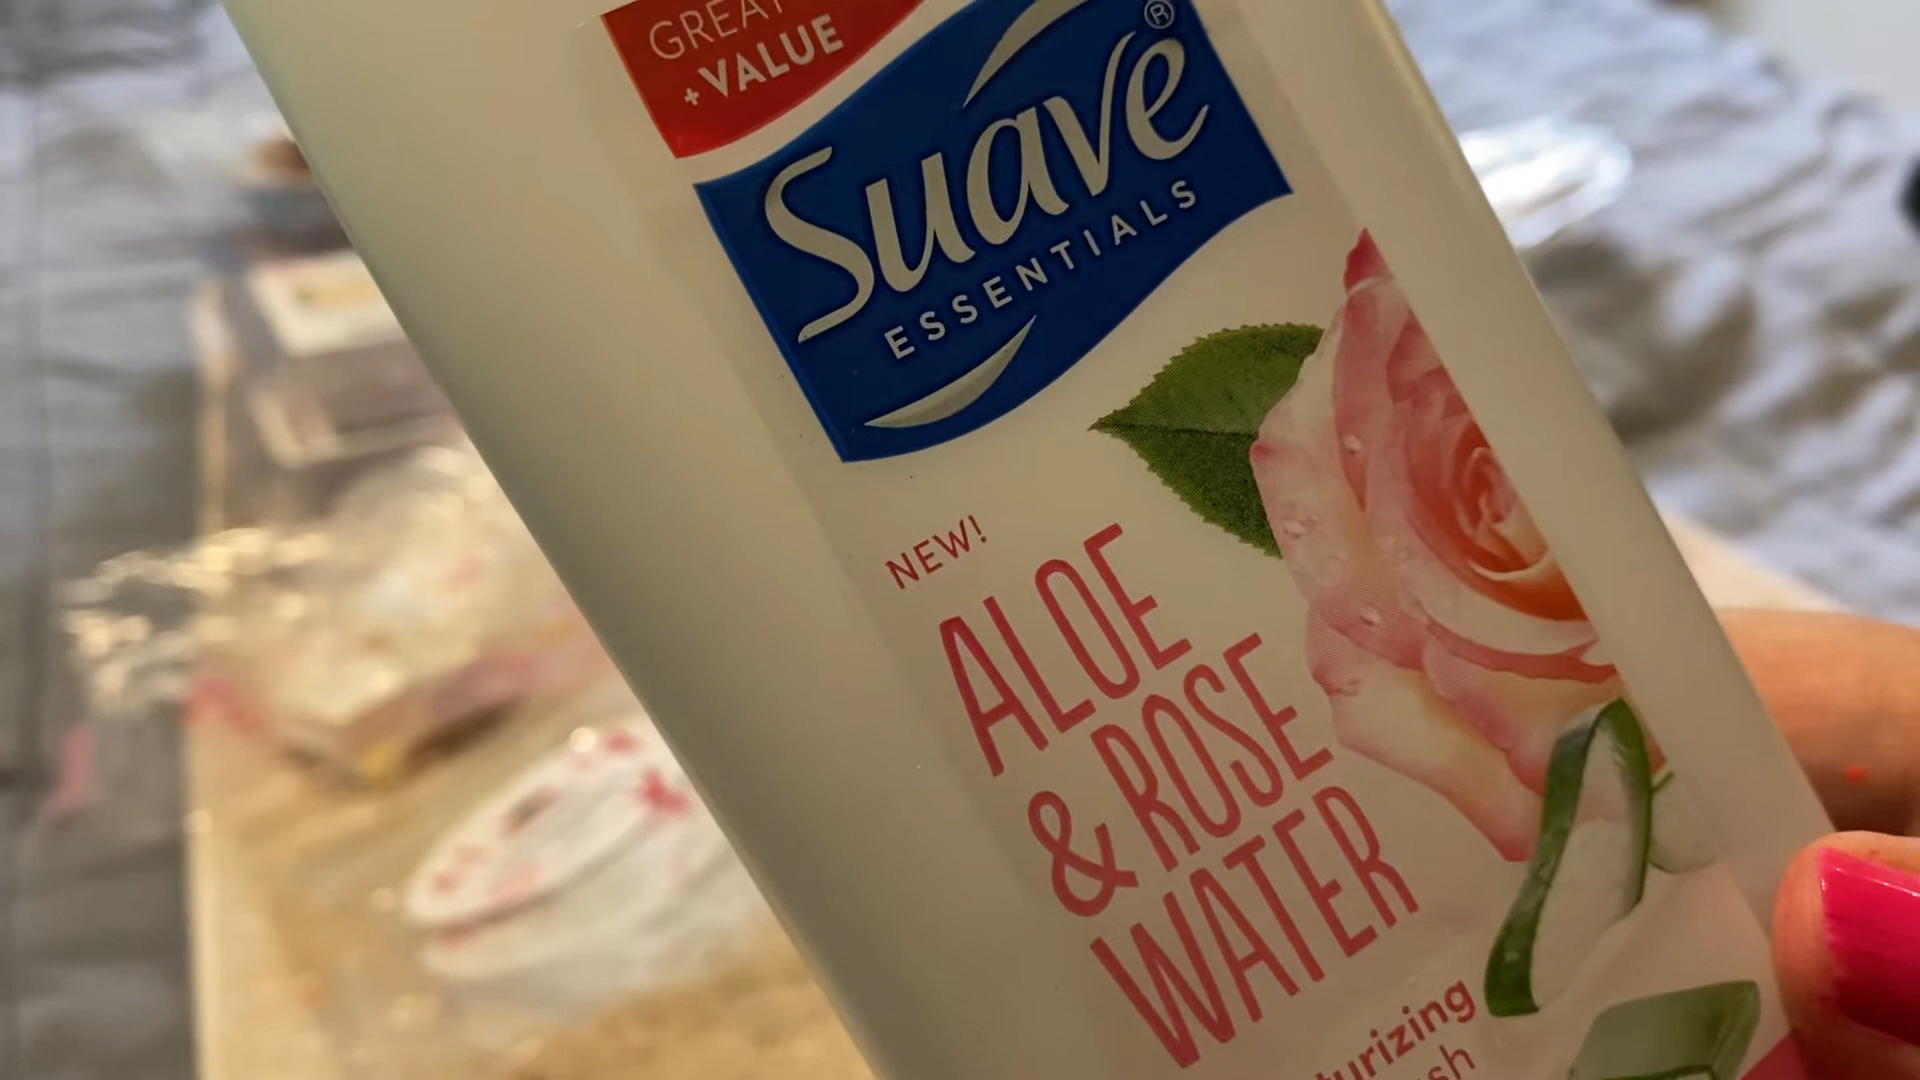 GREAT
+VALUE
Suave®
ESSENTIALS
NEW!
ALOE
& ROSE
WATER